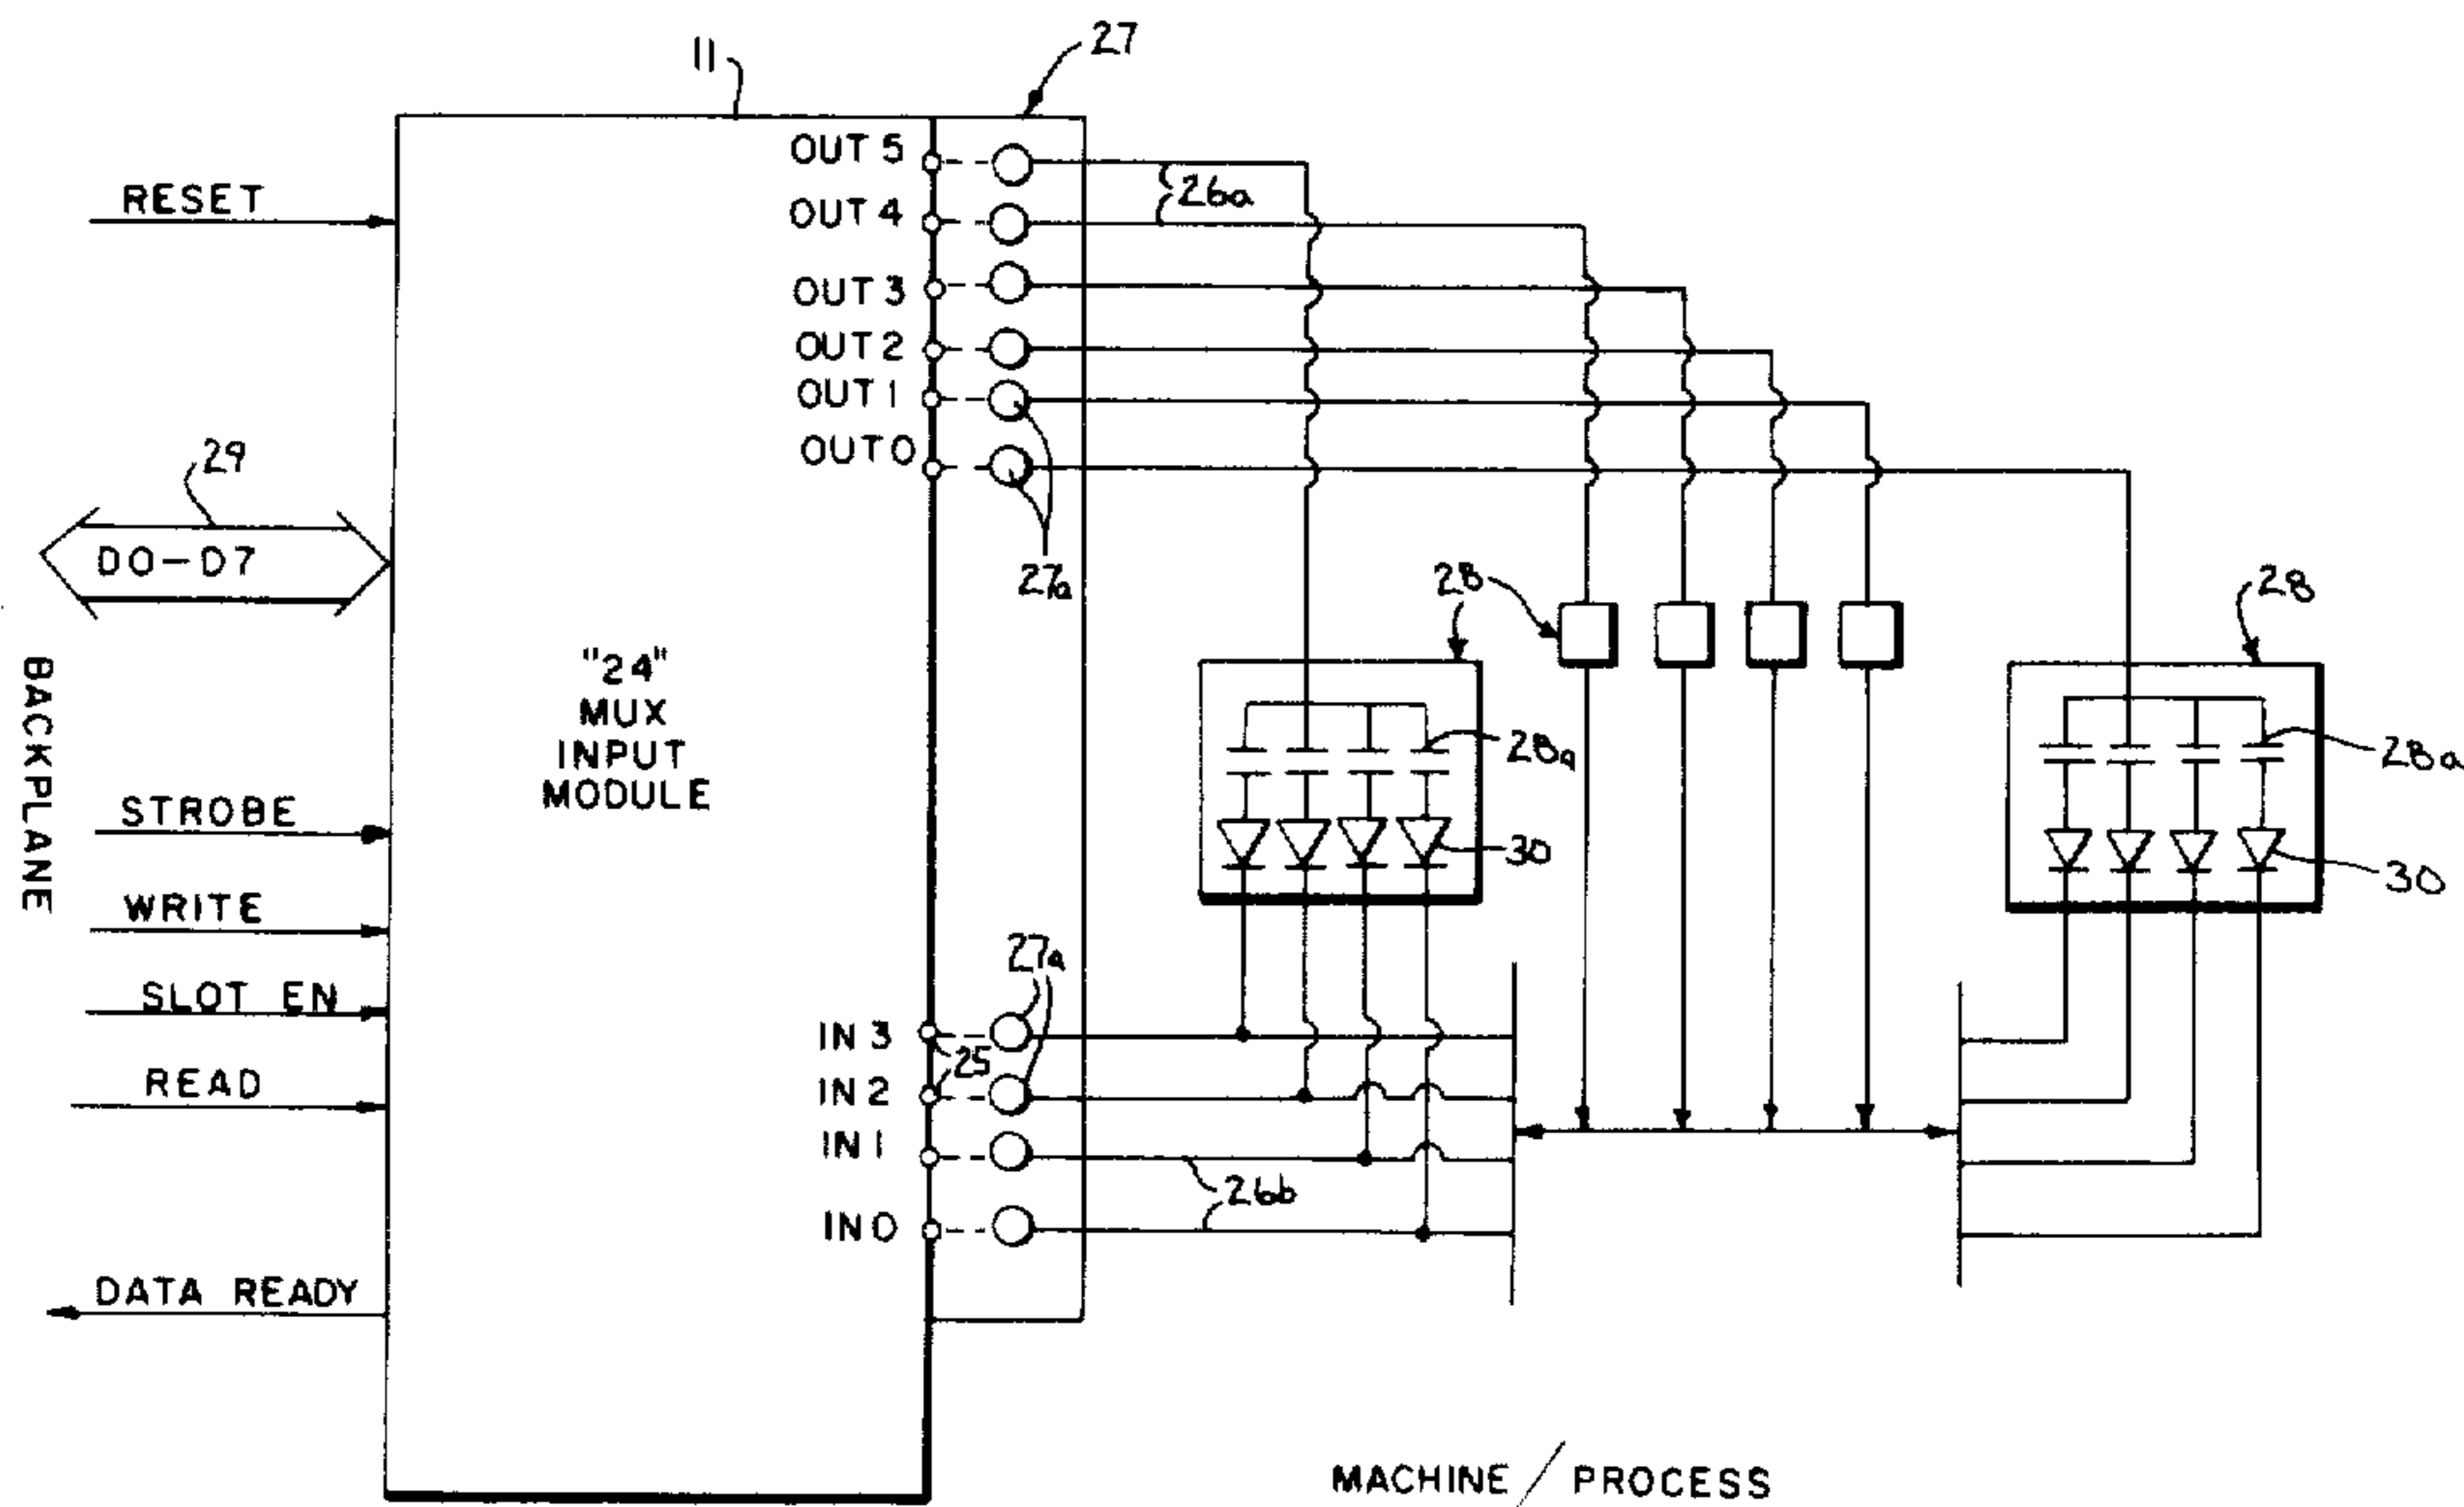 11
27
OUT 5
26a
RESET
OUT 4
OUT 3
OUT 2
OUT 1
OUT 0
29
D0-D7
27a
28
28
BACKPLANE
"24"
MUX
INPUT
MODULE
28a
28a
STROBE
30
30
WRITE
27a
SLOT EN
IN 3
25
READ
IN 2
IN 1
26b
IN 0
DATA READY
MACHINE / PROCESS